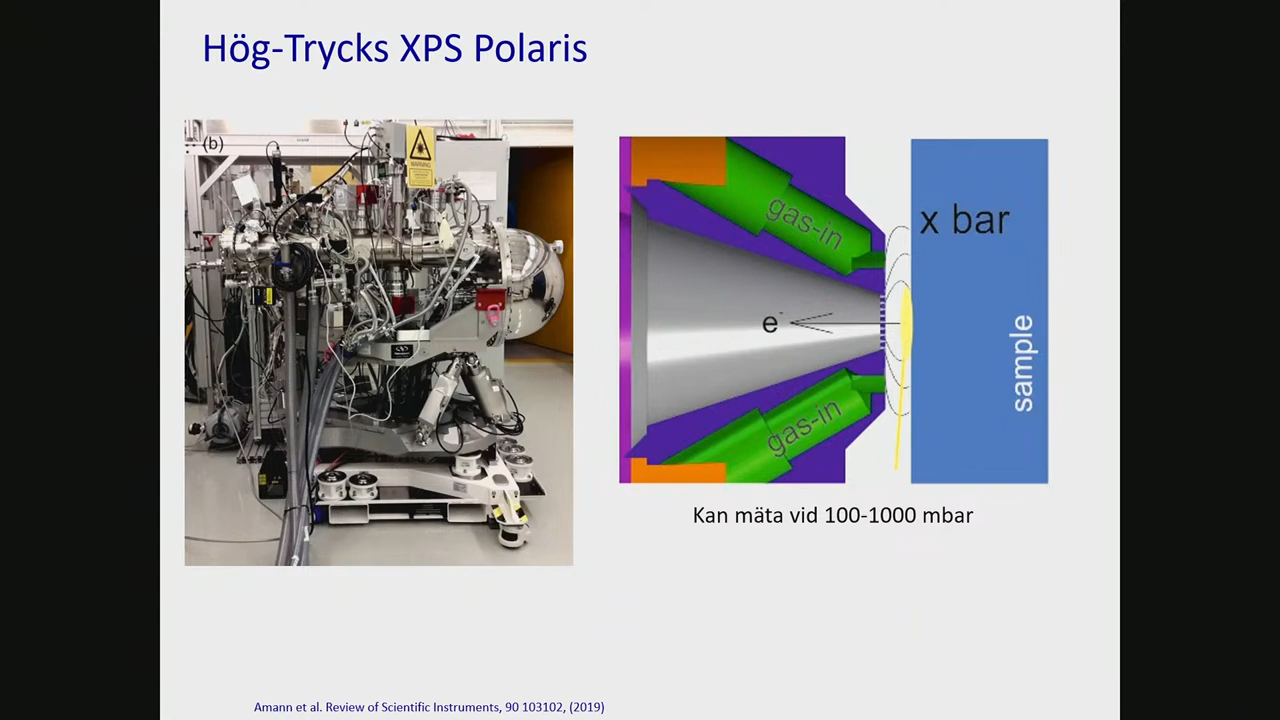 Hög-Trycks XPS Polaris
(b)
WARNING
gas-in
x bar
e-
sample
gas-in
Kan mäta vid 100-1000 mbar
Amann et al. Review of Scientific Instruments, 90 103102, (2019)